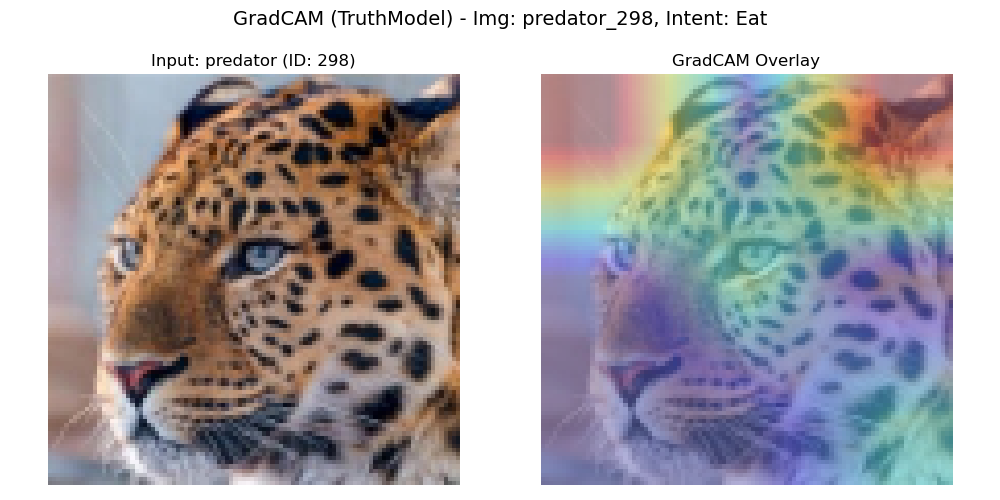 GradCAM (TruthModel) - Img: predator_298, Intent: Eat
Input: predator (ID: 298)
GradCAM Overlay